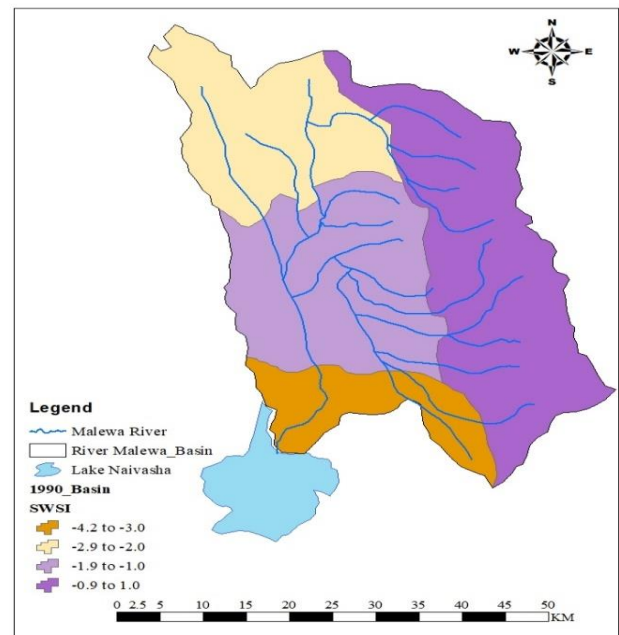 N
W E
S
Legend
Malewa River
River Malewa_Basin
Lake Naivasha
1990_Basin
SWSI
-4.2 to -3.0
-2.9 to -2.0
-1.9 to -1.0
-0.9 to 1.0
0 2.5 5 10 15 20 25 30 35 40 45 50
KM